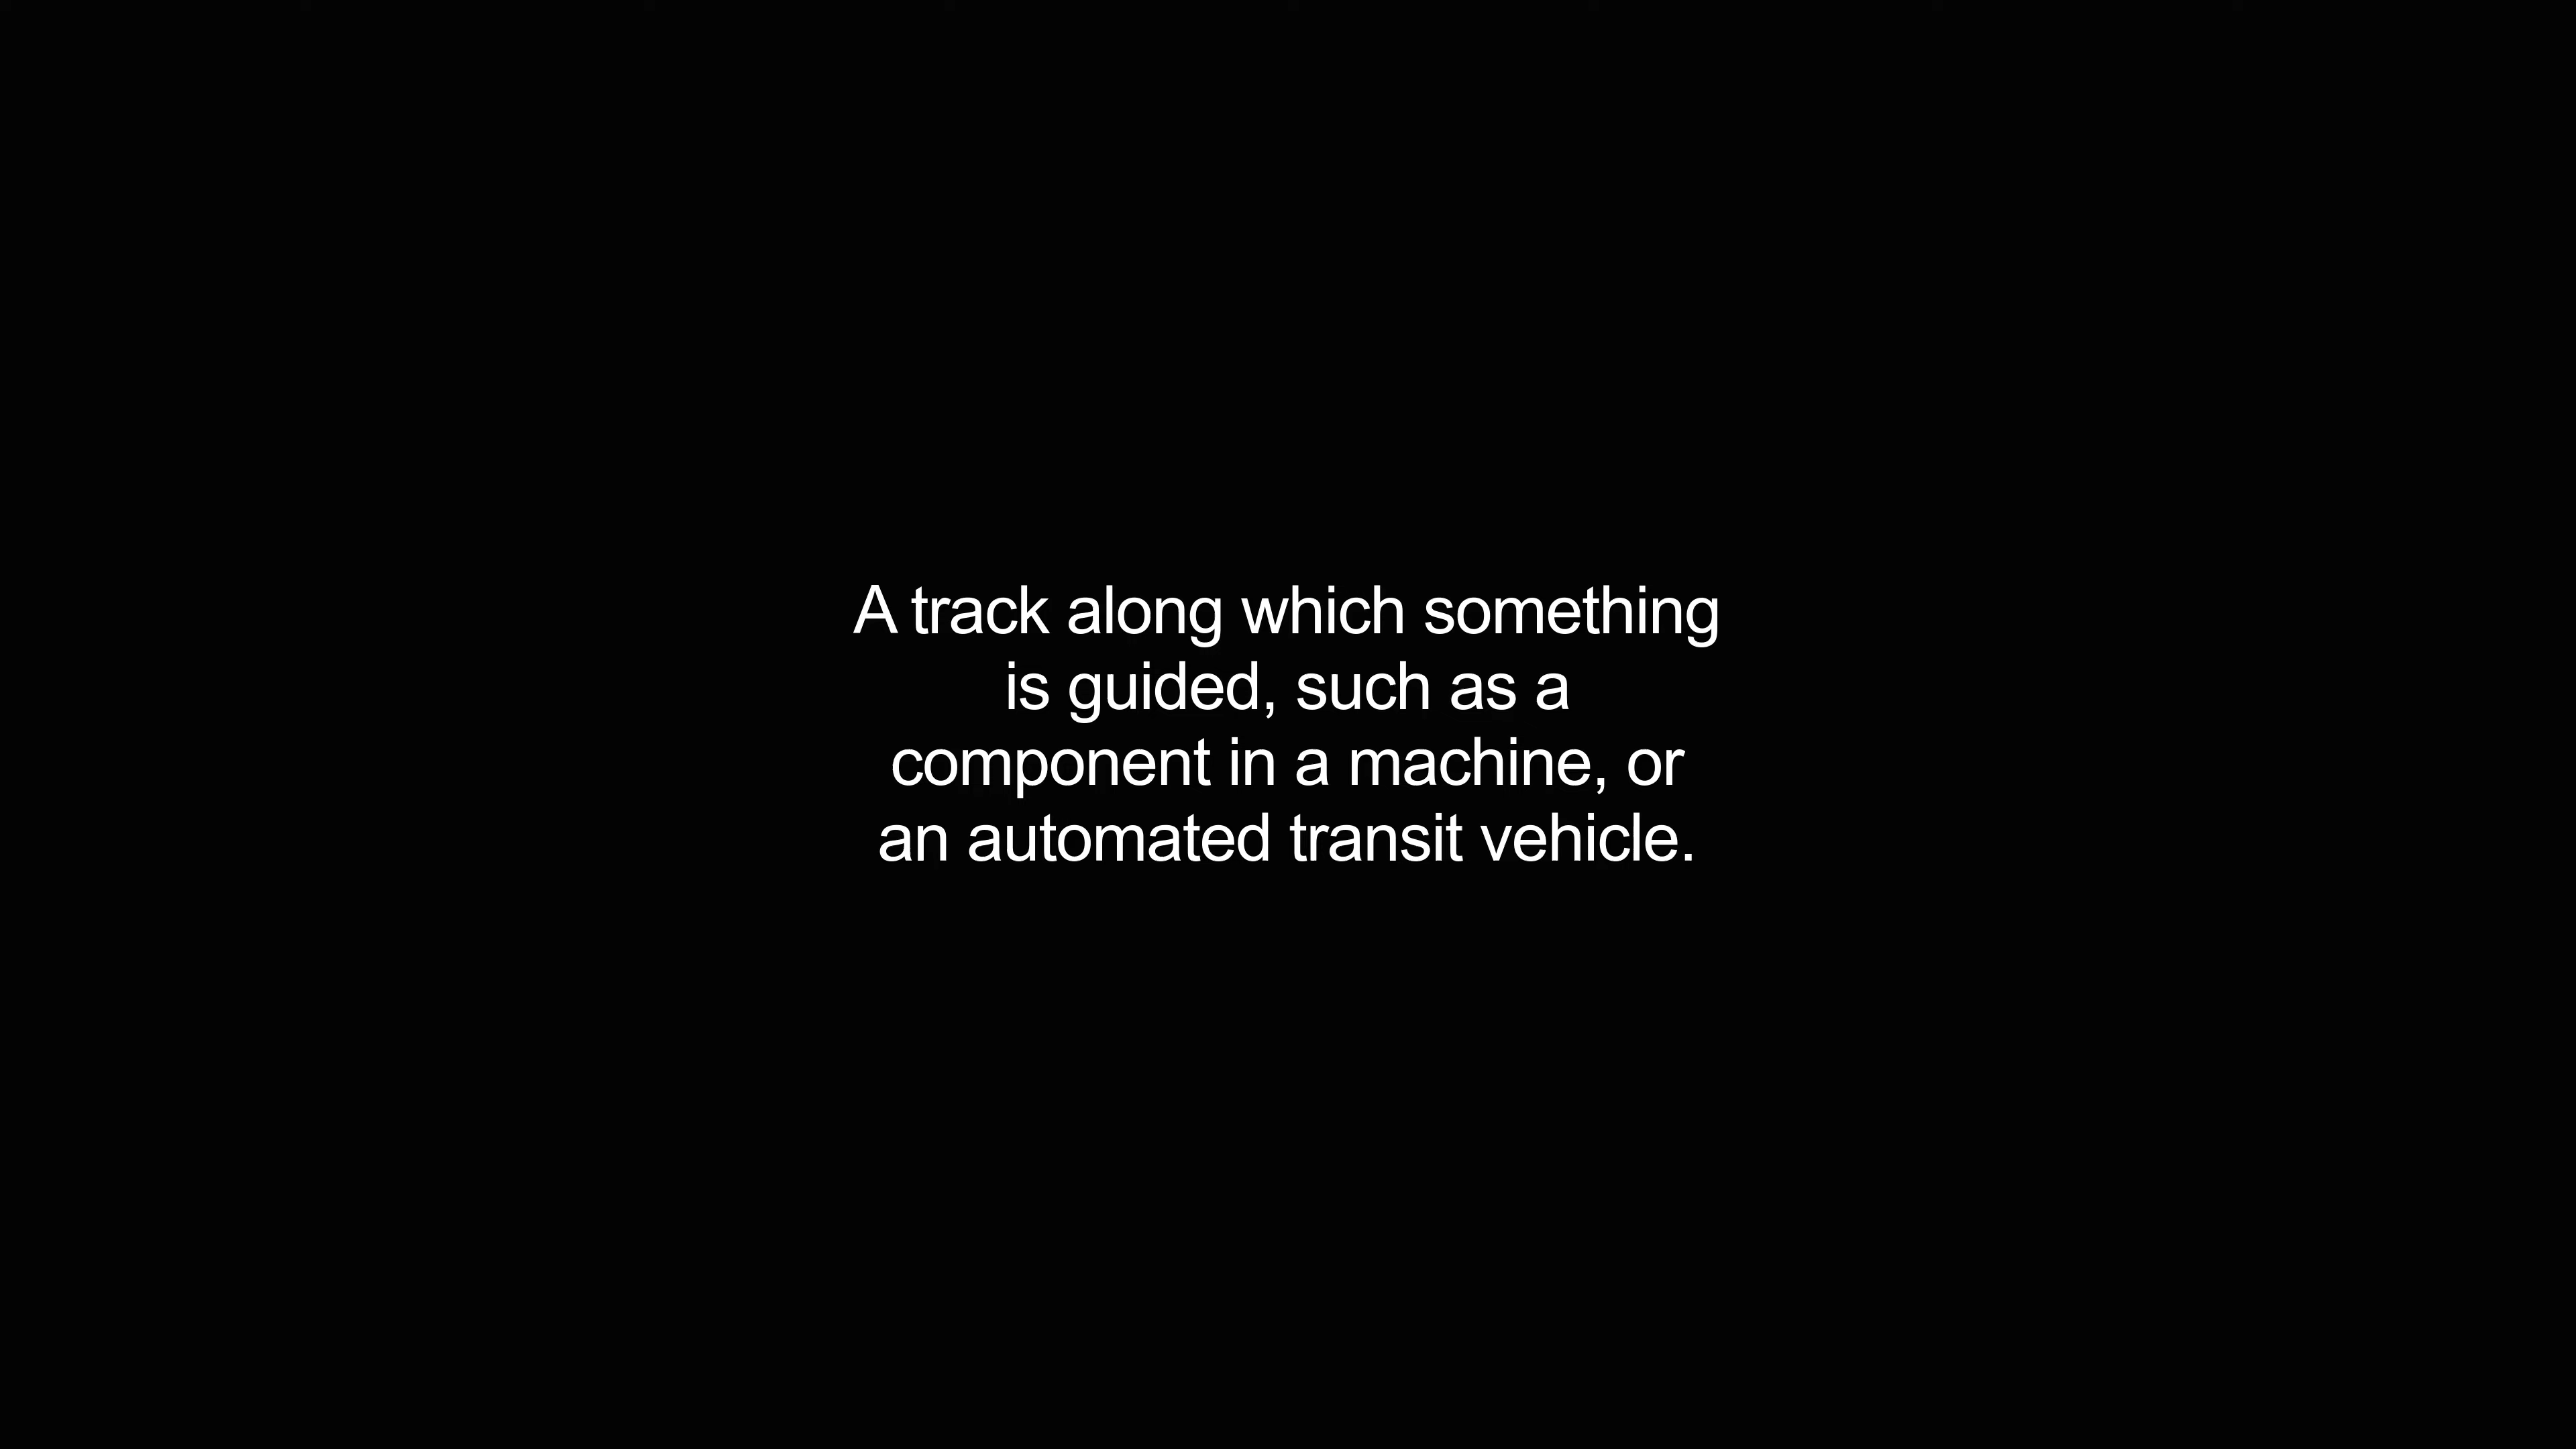 A track along which something
is guided, such as a
component in a machine, or
an automated transit vehicle.